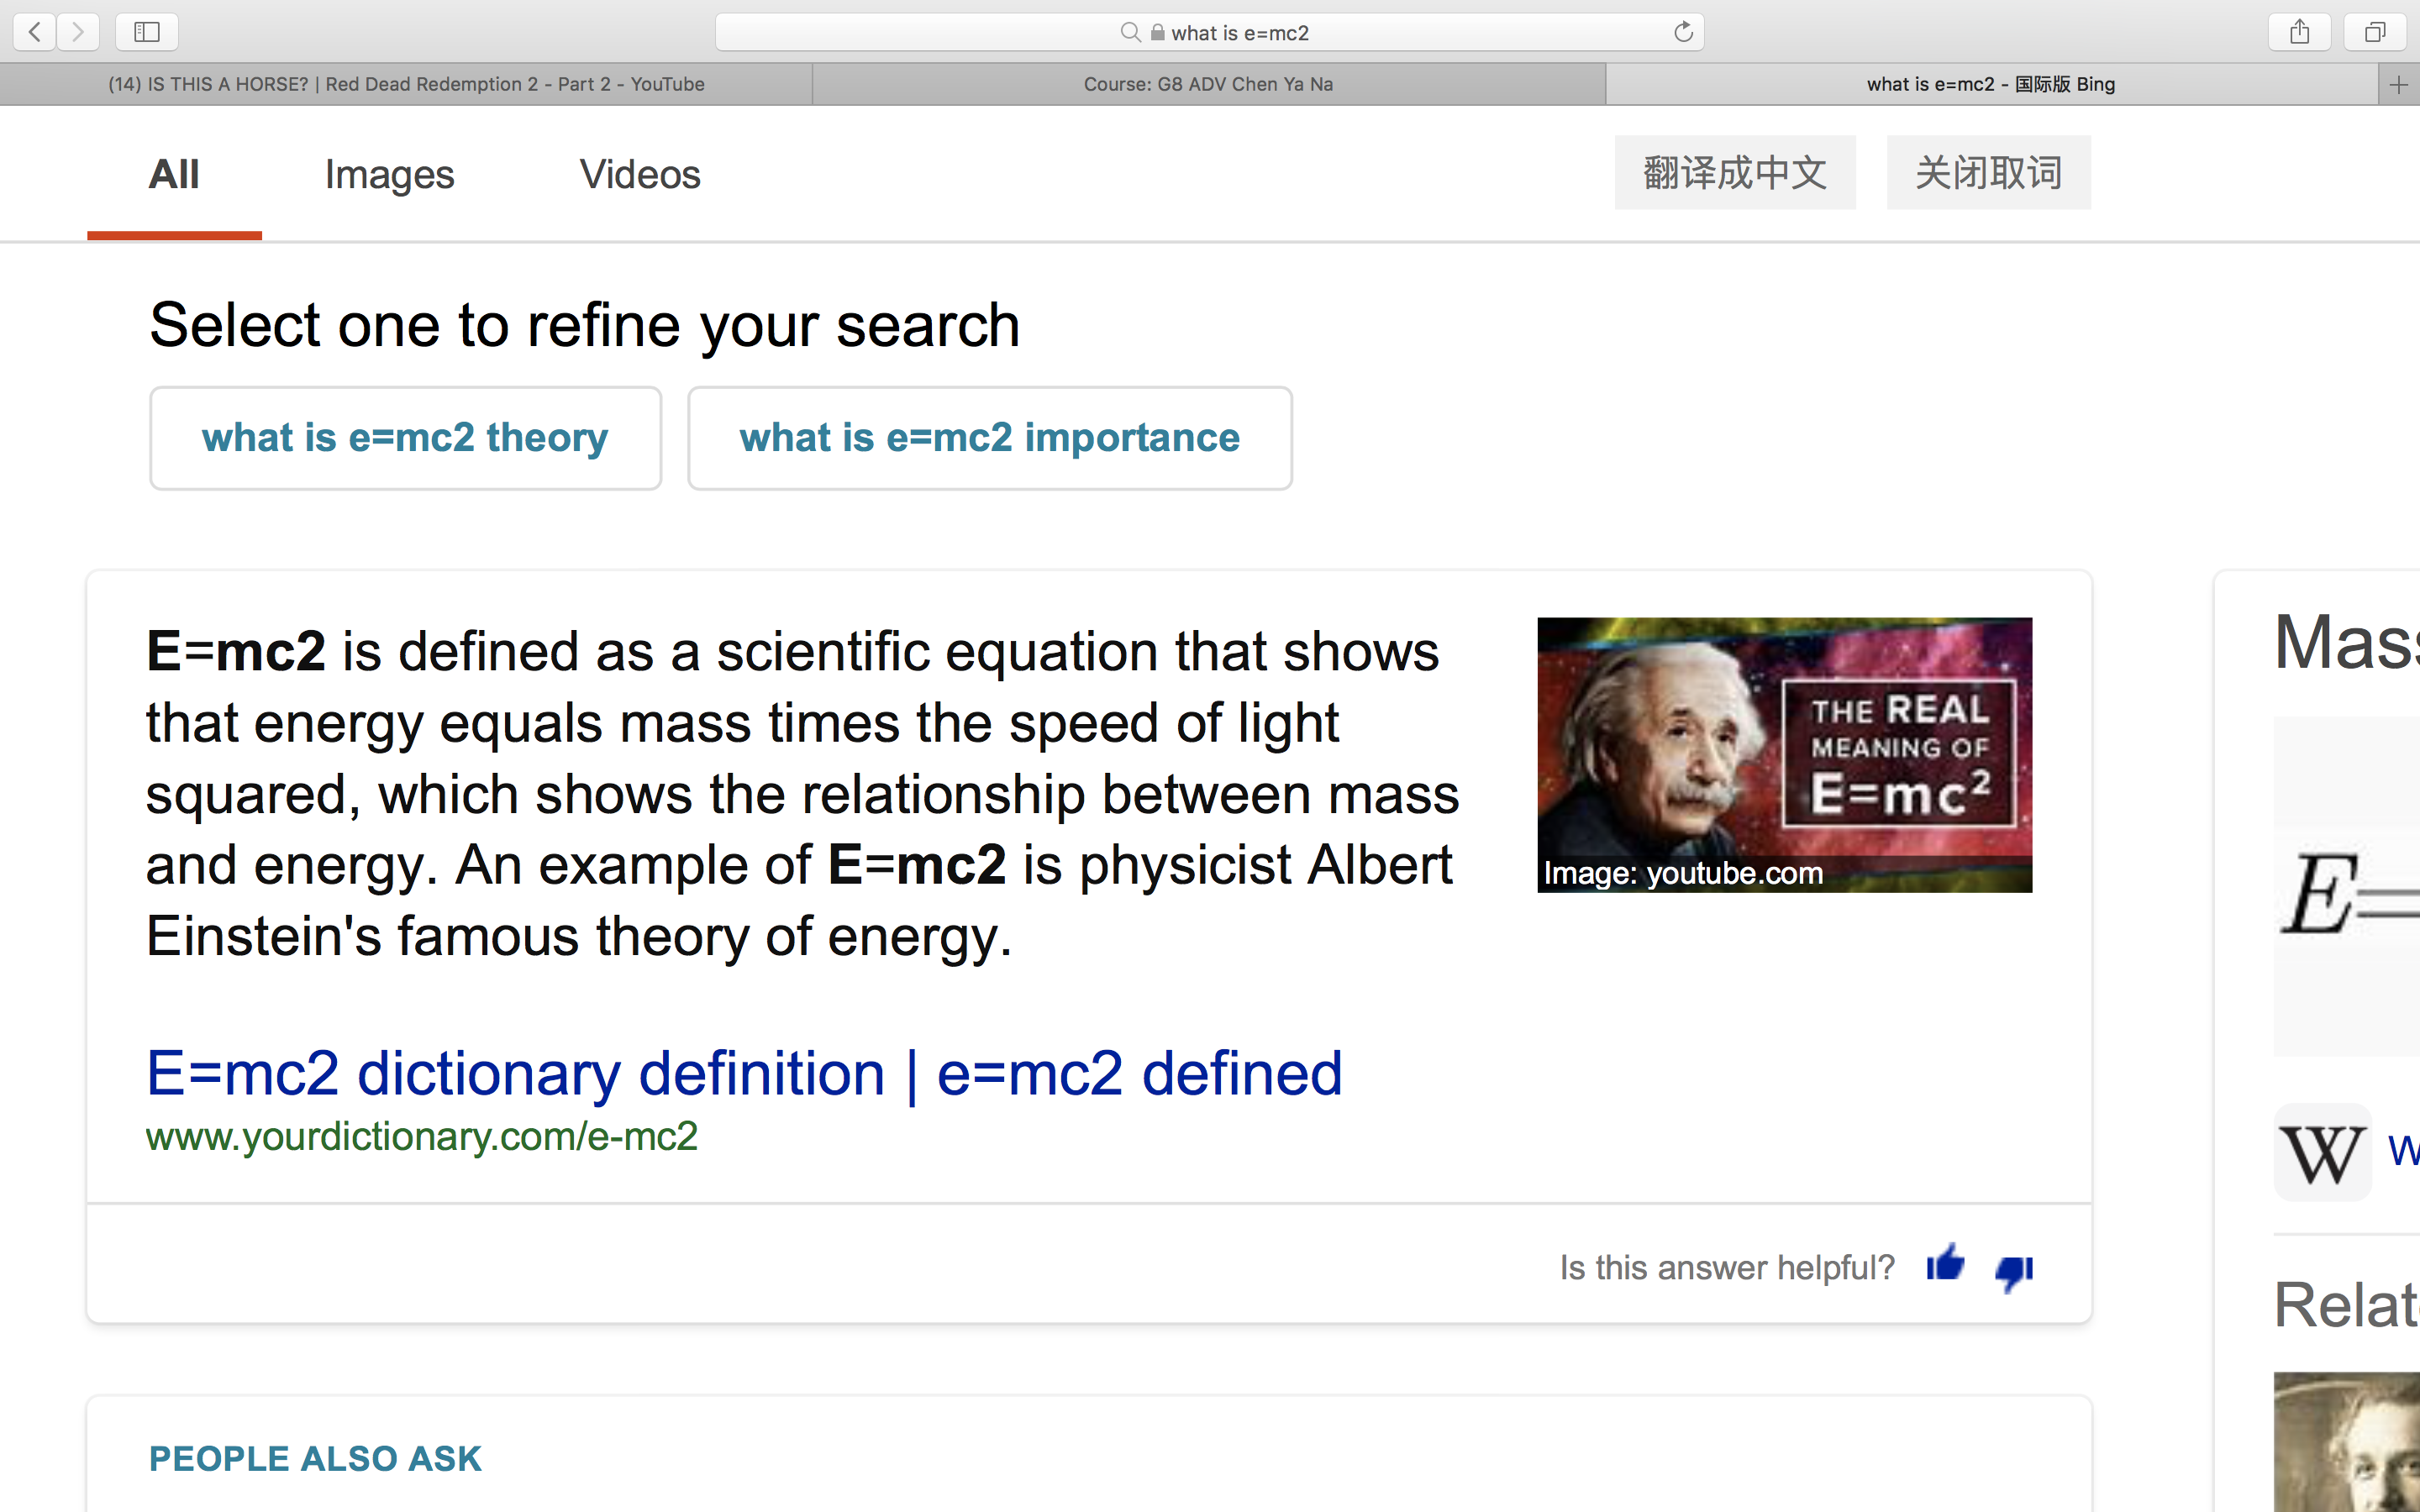 what is e=mc2
(14) IS THIS A HORSE? | Red Dead Redemption 2 - Part 2 - YouTube
Course: G8 ADV Chen Ya Na
what is e=mc2 - 国际版 Bing
All
Images
Videos
翻译成中文
关闭取词
Select one to refine your search
what is e=mc2 theory
what is e=mc2 importance
E=mc2 is defined as a scientific equation that shows
that energy equals mass times the speed of light
squared, which shows the relationship between mass
and energy. An example of E=mc2 is physicist Albert
Einstein's famous theory of energy.
THE REAL
MEANING OF
E=mc²
Image: youtube.com
E=mc2 dictionary definition | e=mc2 defined
www.yourdictionary.com/e-mc2
Is this answer helpful?
PEOPLE ALSO ASK
Mass
E=
W
W
Relat